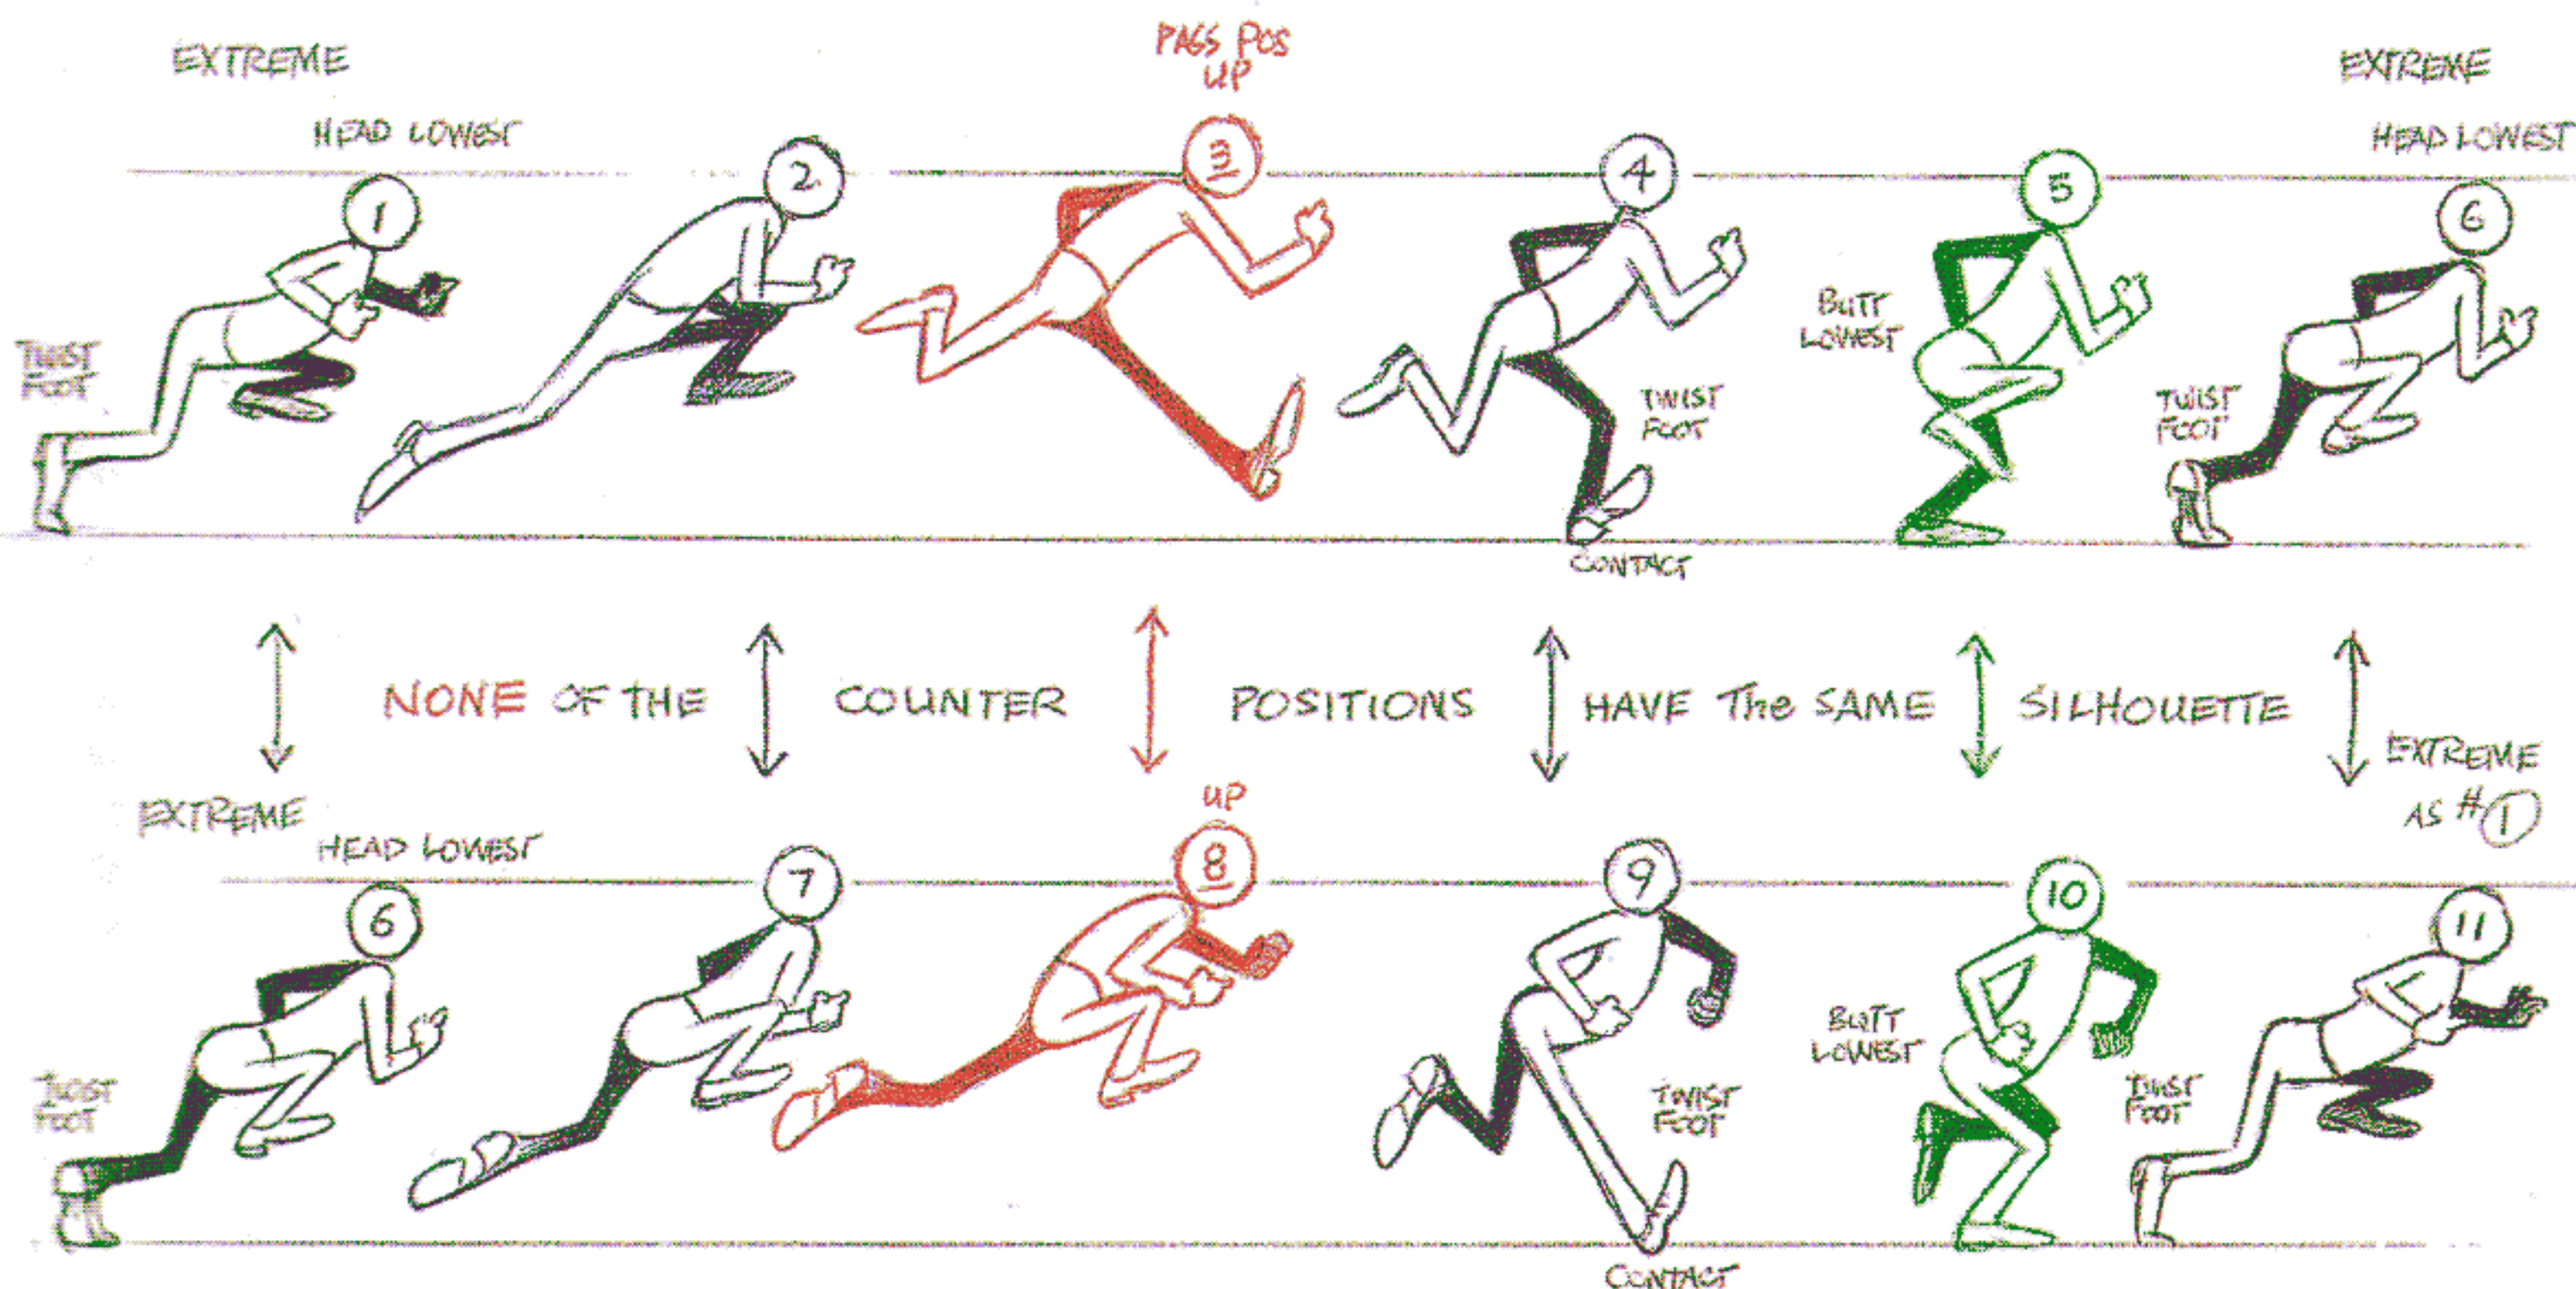 EXTREME
HEAD LOWEST
PASS POS
UP
EXTREME
HEAD LOWEST
1
2
3
4
5
6
TWIST
FOOT
TWIST
FOOT
BUTT
LOWEST
TWIST
FOOT
CONTACT
NONE OF THE COUNTER POSITIONS HAVE The SAME SILHOUETTE
EXTREME
HEAD LOWEST
UP
EXTREME
AS # 1
6
7
8
9
10
11
TWIST
FOOT
TWIST
FOOT
BUTT
LOWEST
TWIST
FOOT
CONTACT